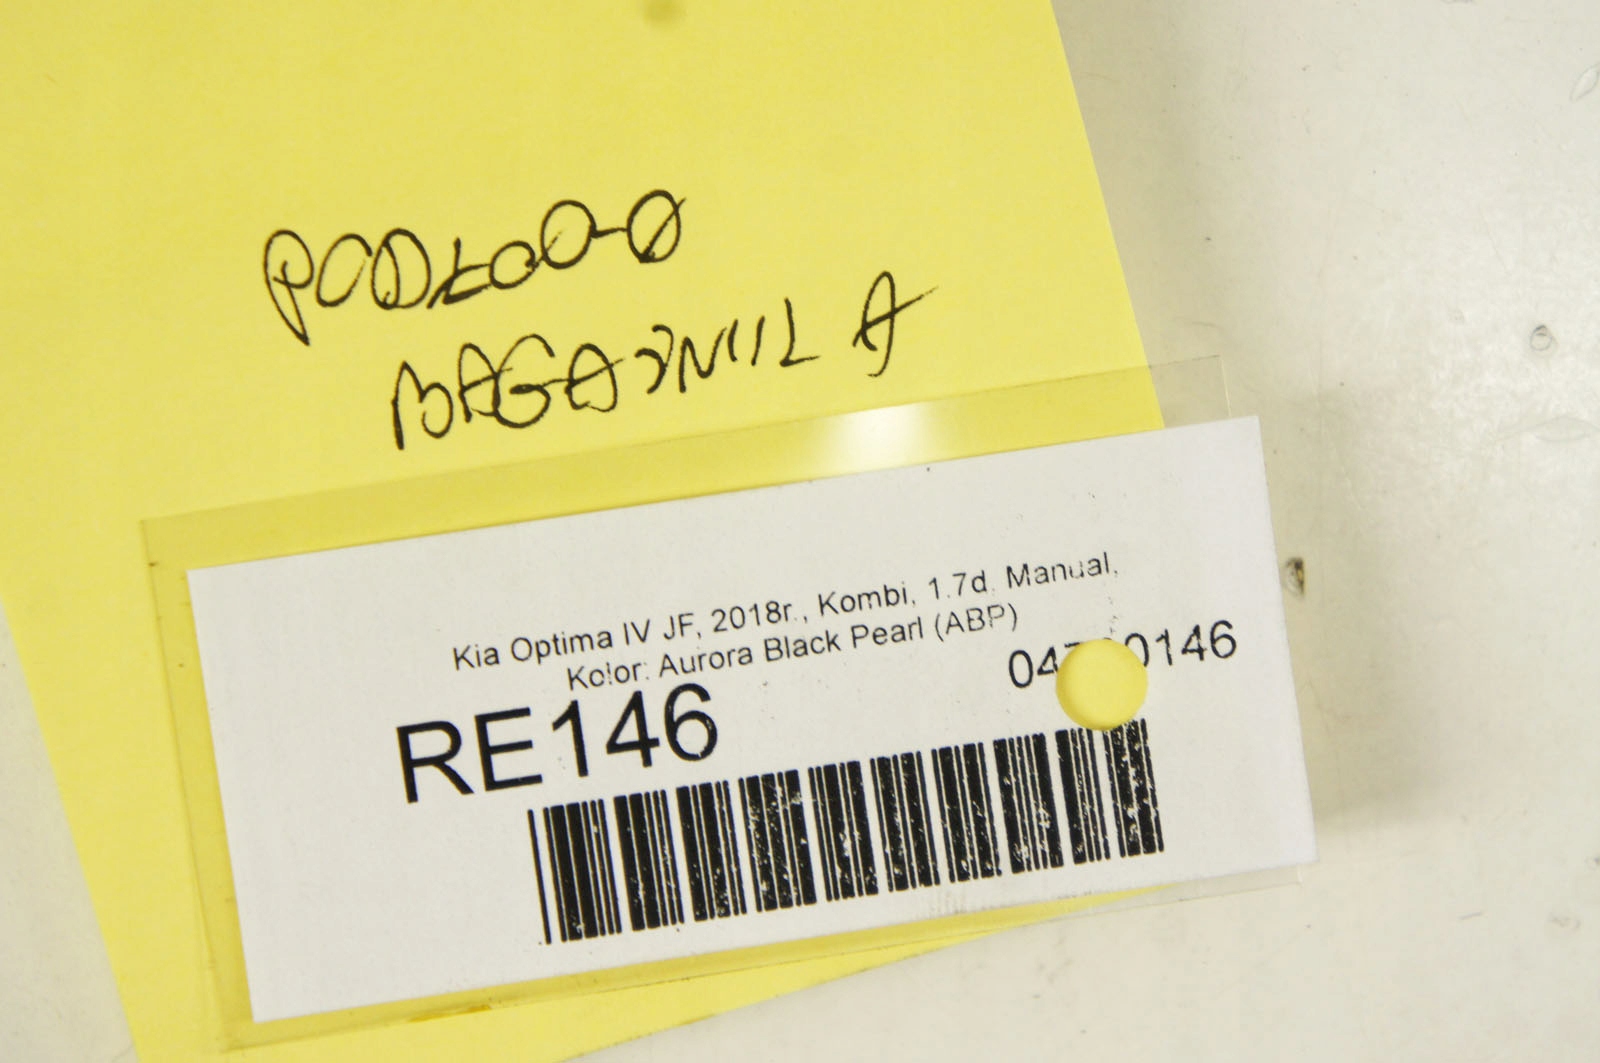 PODŁOGA
BAGAŻNIKA
Kia Optima IV JF, 2018r., Kombi, 1.7d, Manual,
Kolor: Aurora Black Pearl (ABP)
RE146